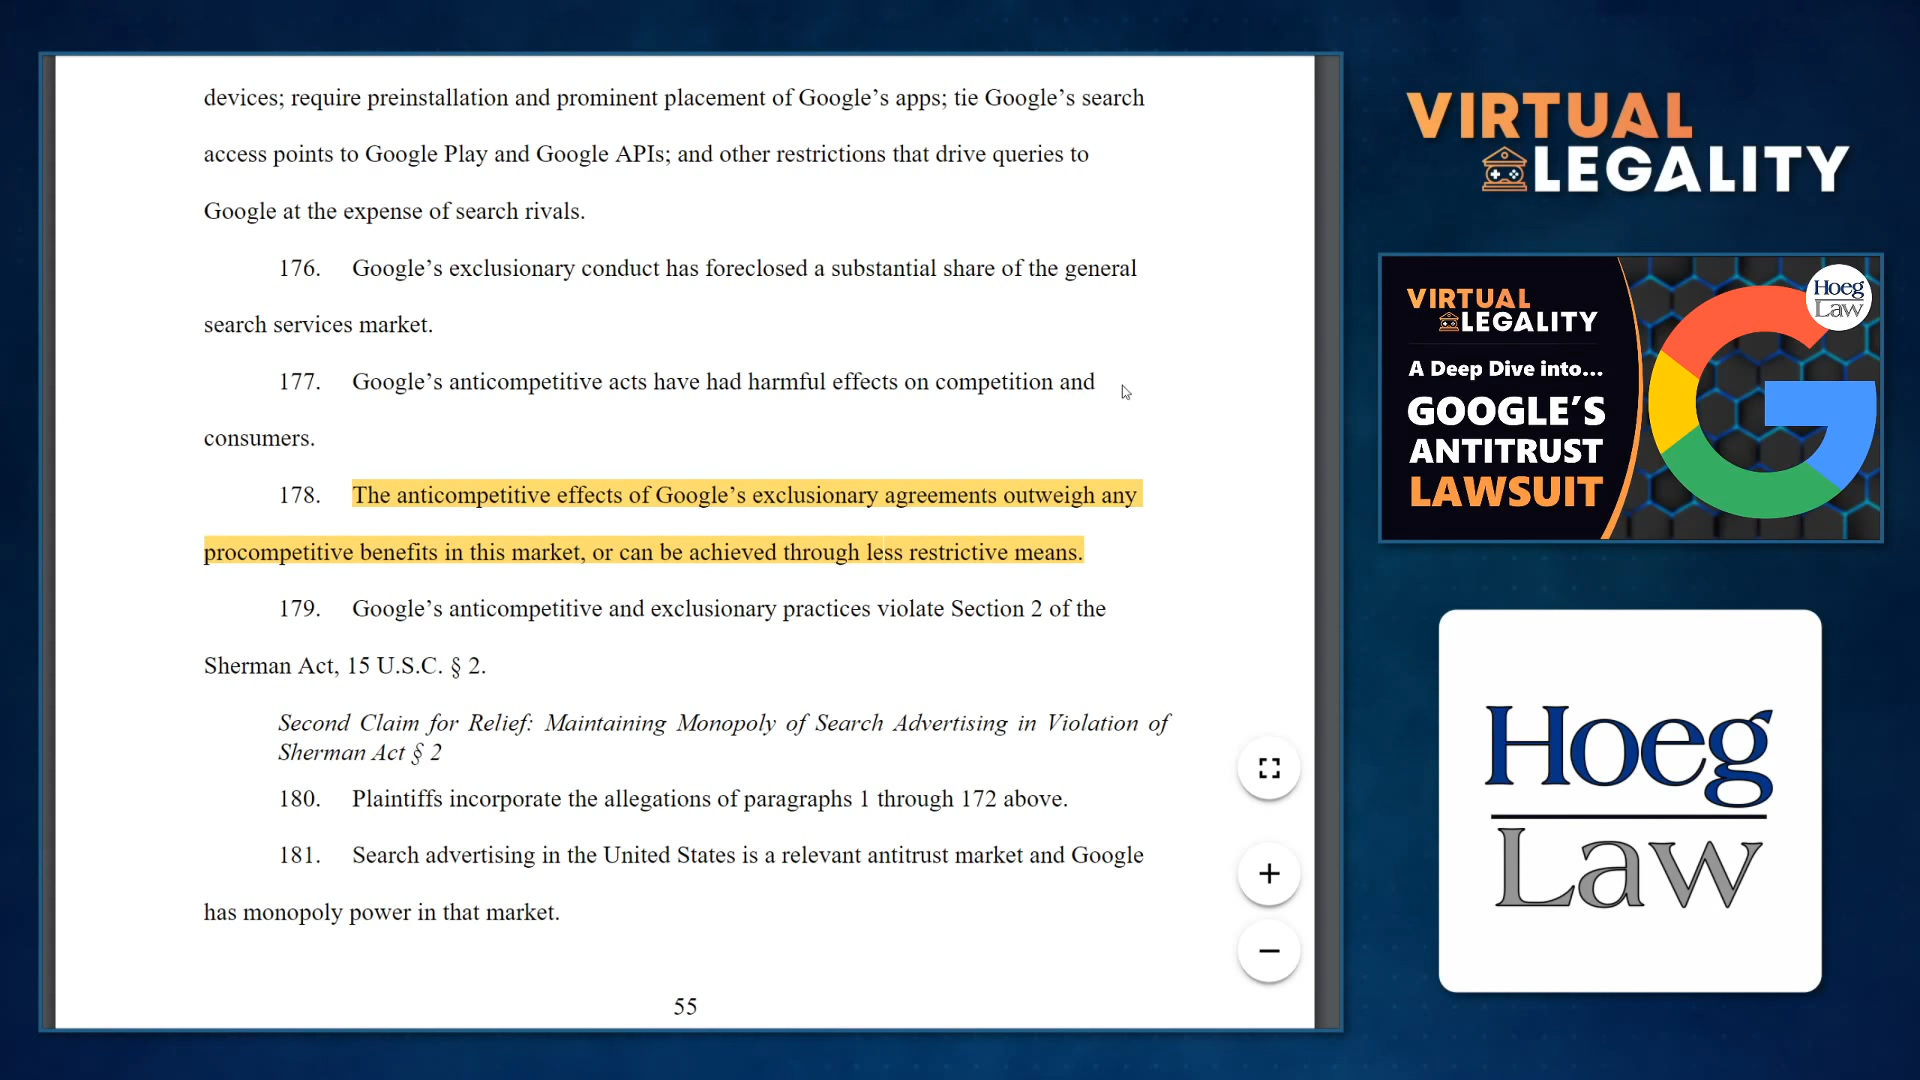 devices; require preinstallation and prominent placement of Google’s apps; tie Google’s search
access points to Google Play and Google APIs; and other restrictions that drive queries to
Google at the expense of search rivals.
176. Google’s exclusionary conduct has foreclosed a substantial share of the general
search services market.
177. Google’s anticompetitive acts have had harmful effects on competition and
consumers.
178. The anticompetitive effects of Google’s exclusionary agreements outweigh any
procompetitive benefits in this market, or can be achieved through less restrictive means.
179. Google’s anticompetitive and exclusionary practices violate Section 2 of the
Sherman Act, 15 U.S.C. § 2.
Second Claim for Relief: Maintaining Monopoly of Search Advertising in Violation of
Sherman Act § 2
180. Plaintiffs incorporate the allegations of paragraphs 1 through 172 above.
181. Search advertising in the United States is a relevant antitrust market and Google
has monopoly power in that market.
55
VIRTUAL
LEGALITY
Hoeg
Law
VIRTUAL
LEGALITY
A Deep Dive into...
GOOGLE’S
ANTITRUST
LAWSUIT
Hoeg
Law